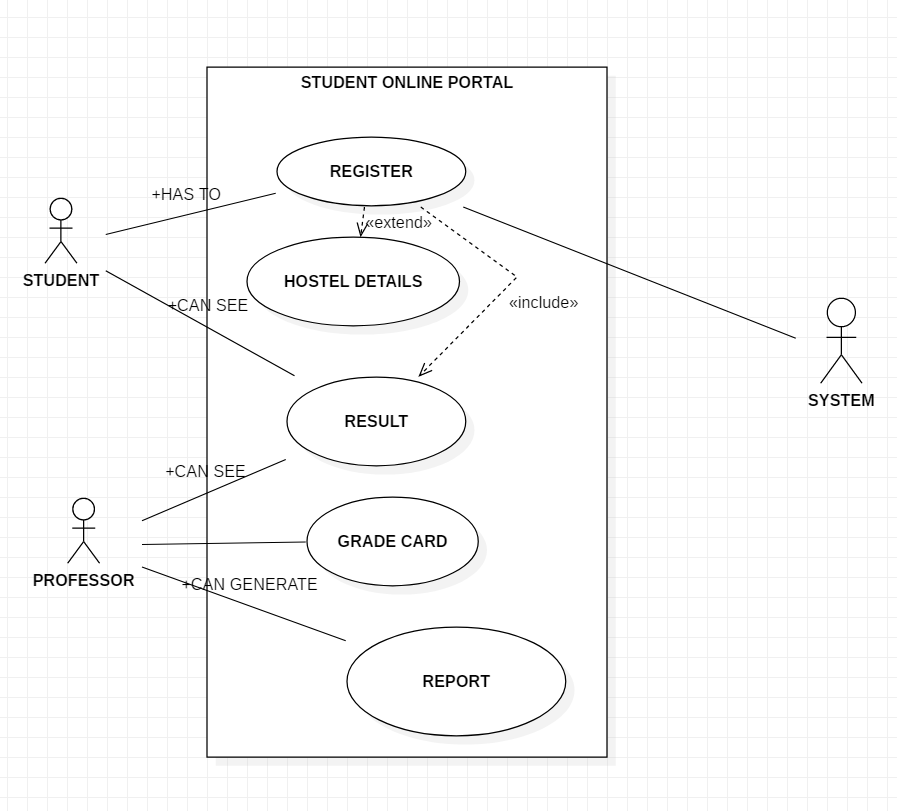 STUDENT ONLINE PORTAL
REGISTER
+HAS TO
«extend»
STUDENT
HOSTEL DETAILS
+CAN SEE
«include»
SYSTEM
RESULT
+CAN SEE
GRADE CARD
PROFESSOR
+CAN GENERATE
REPORT